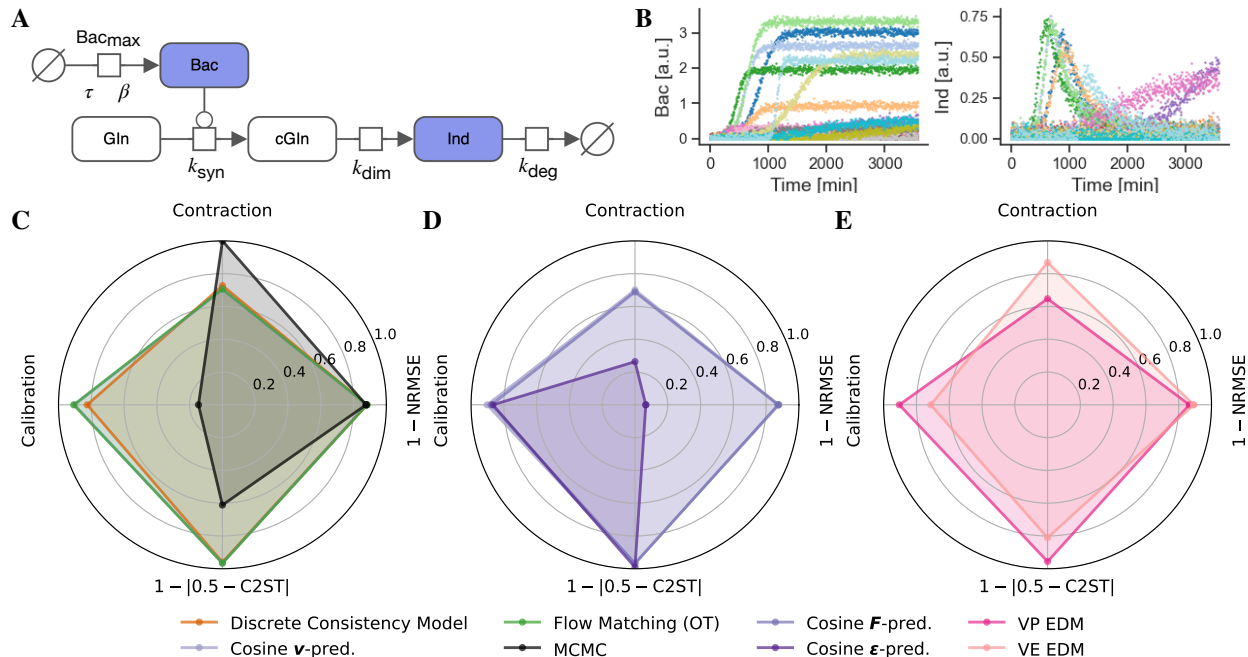 A
Bac_max
Bac
τ β
Gln
cGln
Ind
k_syn
k_dim
k_deg
B
Bac [a.u.]
3
2
1
0
0 1000 2000 3000
Time [min]
Ind [a.u.]
0.75
0.50
0.25
0.00
0 1000 2000 3000
Time [min]
C
Contraction
Calibration
1 − NRMSE
0.2 0.4 0.6 0.8 1.0
1 − |0.5 − C2ST|
D
Contraction
Calibration
1 − NRMSE
0.2 0.4 0.6 0.8 1.0
1 − |0.5 − C2ST|
E
Contraction
Calibration
1 − NRMSE
0.2 0.4 0.6 0.8 1.0
1 − |0.5 − C2ST|
Discrete Consistency Model
Flow Matching (OT)
Cosine F-pred.
VP EDM
Cosine v-pred.
MCMC
Cosine ε-pred.
VE EDM